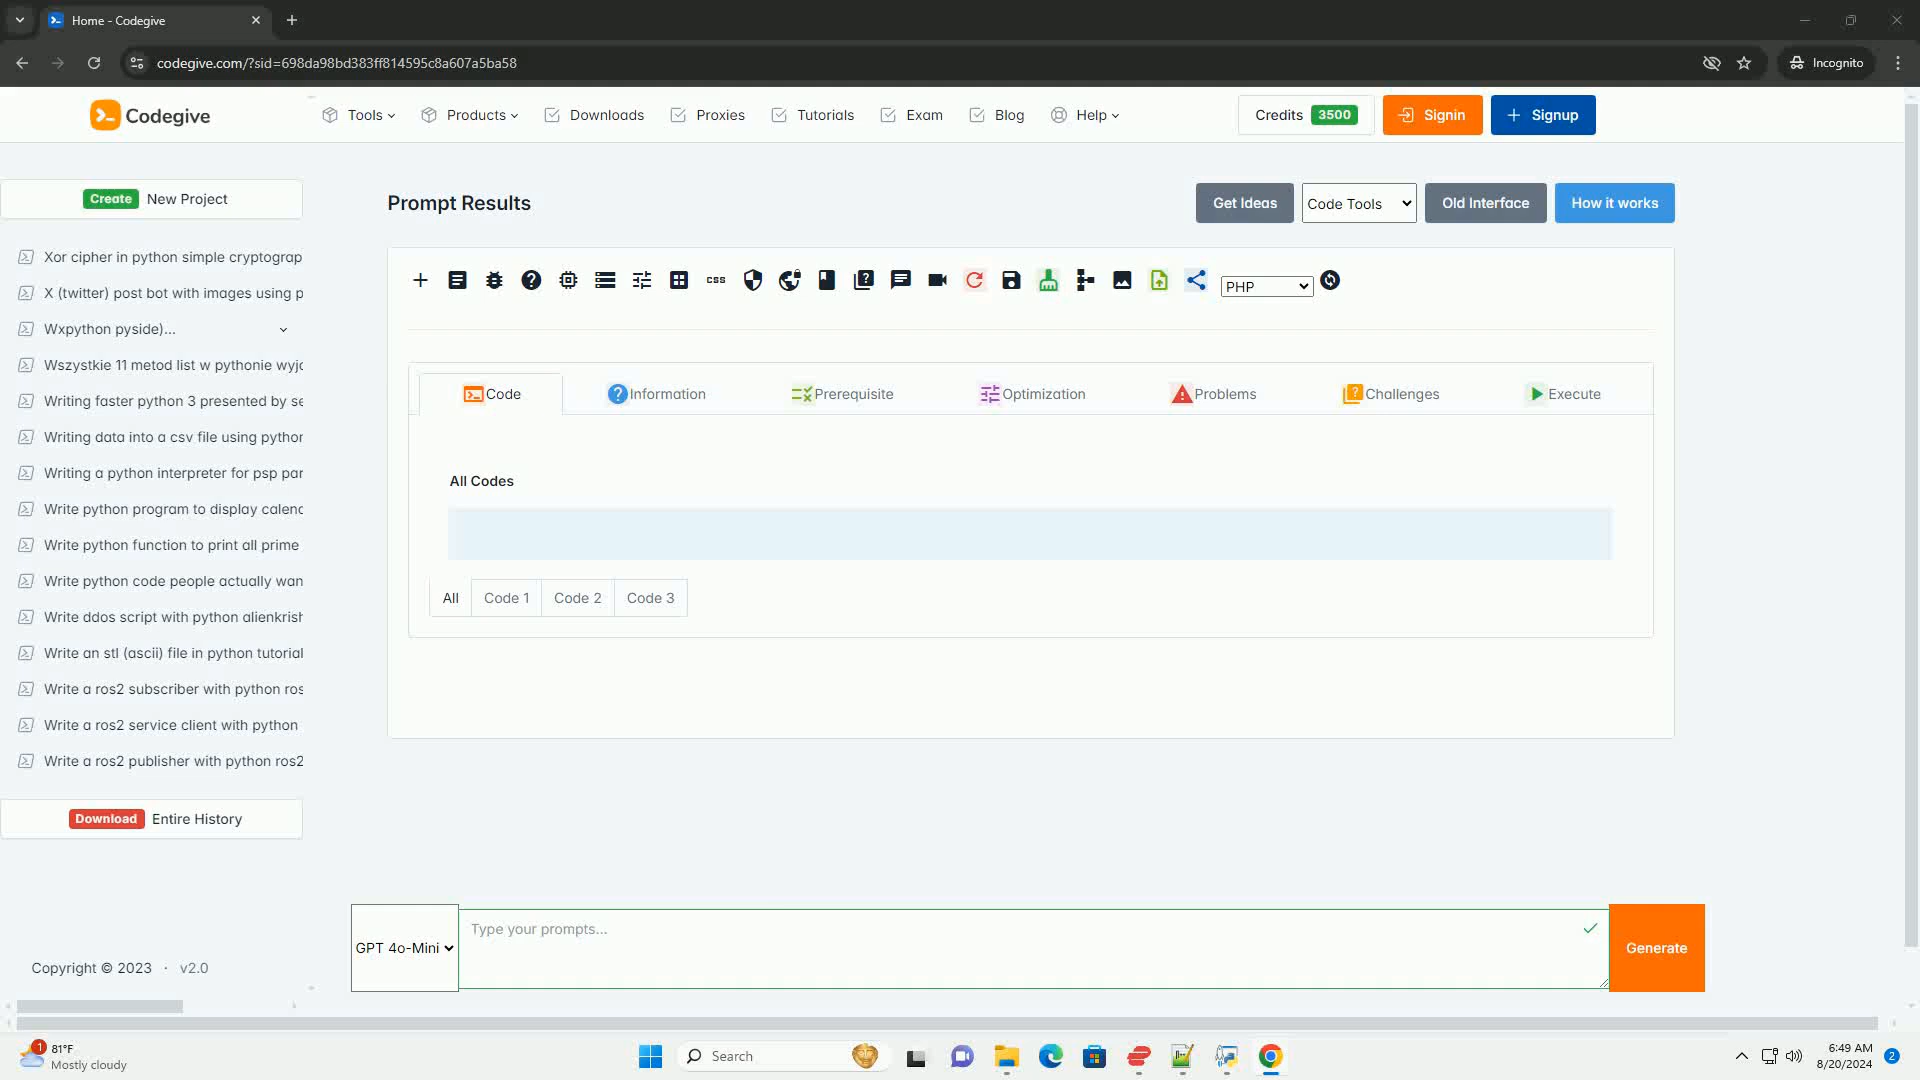 Home - Codegive
codegive.com/?sid=698da98bd383ff814595c8a607a5ba58
Incognito
Codegive
Tools
Products
Downloads
Proxies
Tutorials
Exam
Blog
Help
Credits 3500
Signin
Signup
Create New Project
Prompt Results
Get Ideas
Code Tools
Old Interface
How it works
Xor cipher in python simple cryptograp
X (twitter) post bot with images using p
Wxpython pyside)...
Wszystkie 11 metod list w pythonie wyjo
Writing faster python 3 presented by se
Writing data into a csv file using python
Writing a python interpreter for psp par
Write python program to display calend
Write python function to print all prime
Write python code people actually wan
Write ddos script with python alienkrish
Write an stl (ascii) file in python tutorial
Write a ros2 subscriber with python ros
Write a ros2 service client with python
Write a ros2 publisher with python ros2
Download Entire History
css
PHP
Code
Information
Prerequisite
Optimization
Problems
Challenges
Execute
All Codes
All
Code 1
Code 2
Code 3
GPT 4o-Mini
Type your prompts...
Generate
Copyright © 2023 · v2.0
1
81°F
Mostly cloudy
Search
6:49 AM
8/20/2024
2